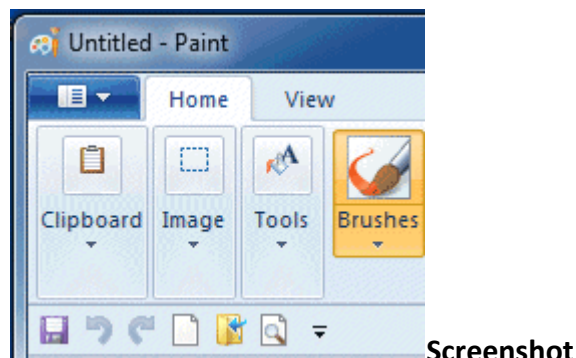 Untitled - Paint
Home View
Clipboard Image Tools Brushes
Screenshot